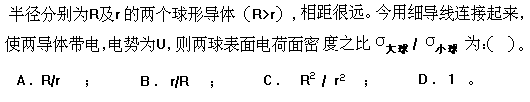 半径分别为R及r的两个球形导体（R>r），相距很远。今用细导线连接起来，
使两导体带电，电势为U，则两球表面电荷面密度之比 σ大球 / σ小球 为:( )。
A. R/r ； B. r/R ； C. R² / r² ； D. 1 。